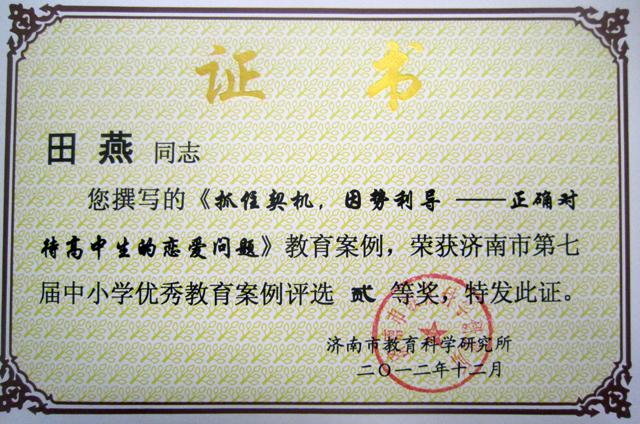 证 书
田 燕 同志
您撰写的《抓住契机，因势利导 ——正确对
待高中生的恋爱问题》教育案例，荣获济南市第七
届中小学优秀教育案例评选 贰 等奖，特发此证。
济南市教育科学研究所
二〇一二年十二月